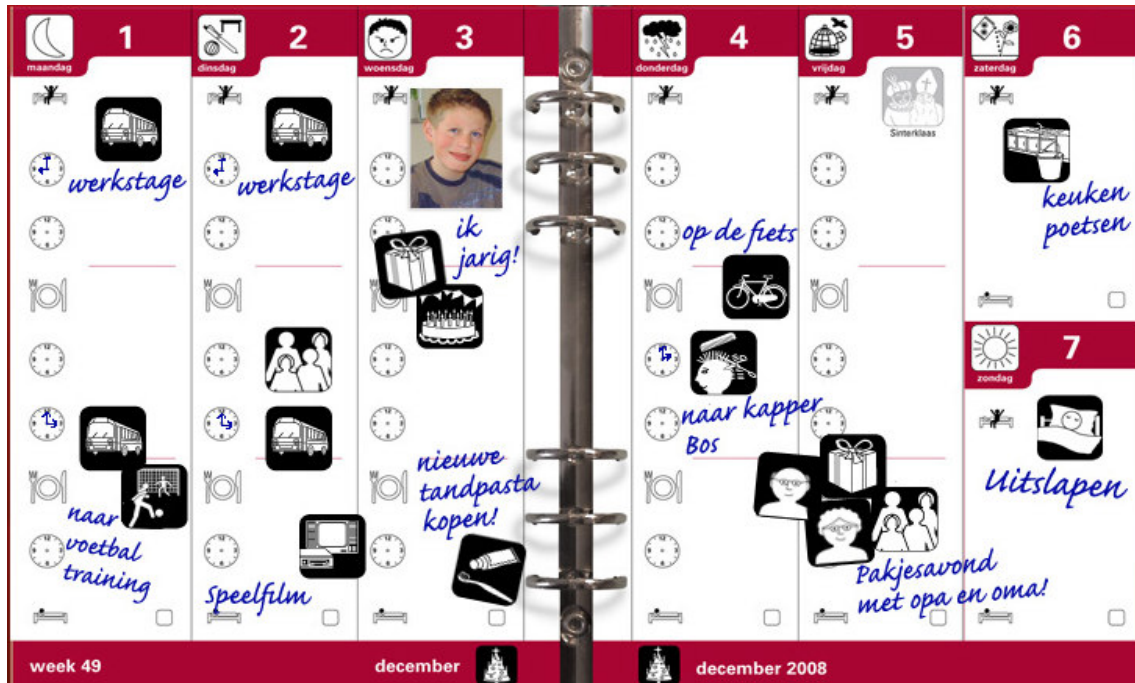 1
maandag
werkstage
naar
voetbal
training
2
dinsdag
werkstage
speelfilm
3
woensdag
ik
jarig!
nieuwe
tandpasta
kopen!
4
donderdag
op de fiets
naar kapper
Bos
5
vrijdag
Sinterklaas
Pakjesavond
met opa en oma!
6
zaterdag
keuken
poetsen
7
zondag
Uitslapen
week 49
december
december 2008